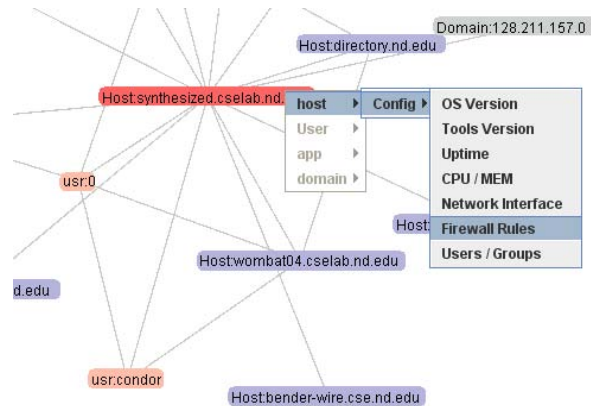 Domain:128.211.157.0
Host:directory.nd.edu
Host:synthesized.cselab.nd.
host
Config
OS Version
User
Tools Version
app
Uptime
domain
CPU / MEM
usr:0
Network Interface
Host:
Firewall Rules
Host:wombat04.cselab.nd.edu
Users / Groups
d.edu
usr:condor
Host:bender-wire.cse.nd.edu